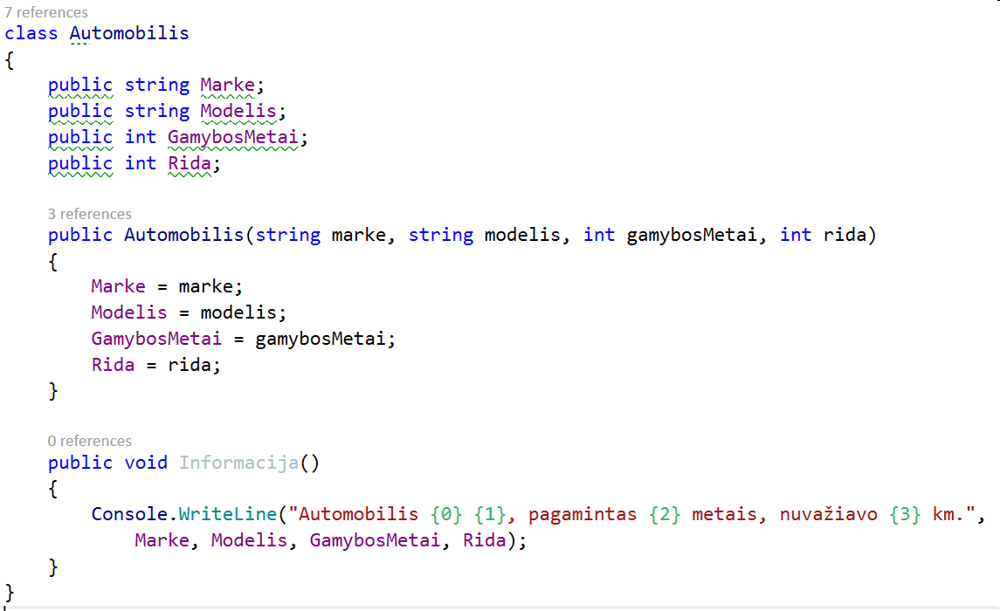 7 references
class Automobilis
{
    public string Marke;
    public string Modelis;
    public int GamybosMetai;
    public int Rida;

    3 references
    public Automobilis(string marke, string modelis, int gamybosMetai, int rida)
    {
        Marke = marke;
        Modelis = modelis;
        GamybosMetai = gamybosMetai;
        Rida = rida;
    }

    0 references
    public void Informacija()
    {
        Console.WriteLine("Automobilis {0} {1}, pagamintas {2} metais, nuvažiavo {3} km.",
            Marke, Modelis, GamybosMetai, Rida);
    }
}